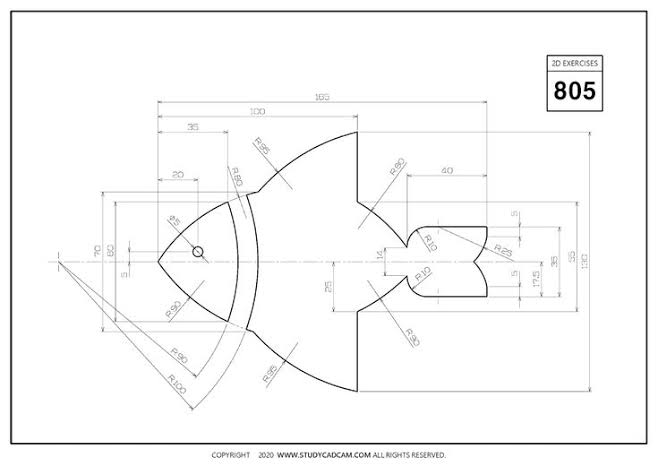 2D EXERCISES
805
165
100
35
R95
R80
40
20
5
R10
R25
70
60
5
14
35
55
130
R10
5
17.5
25
R90
R90
R90
R100
R95
COPYRIGHT 2020 WWW.STUDYCADCAM.COM ALL RIGHTS RESERVED.